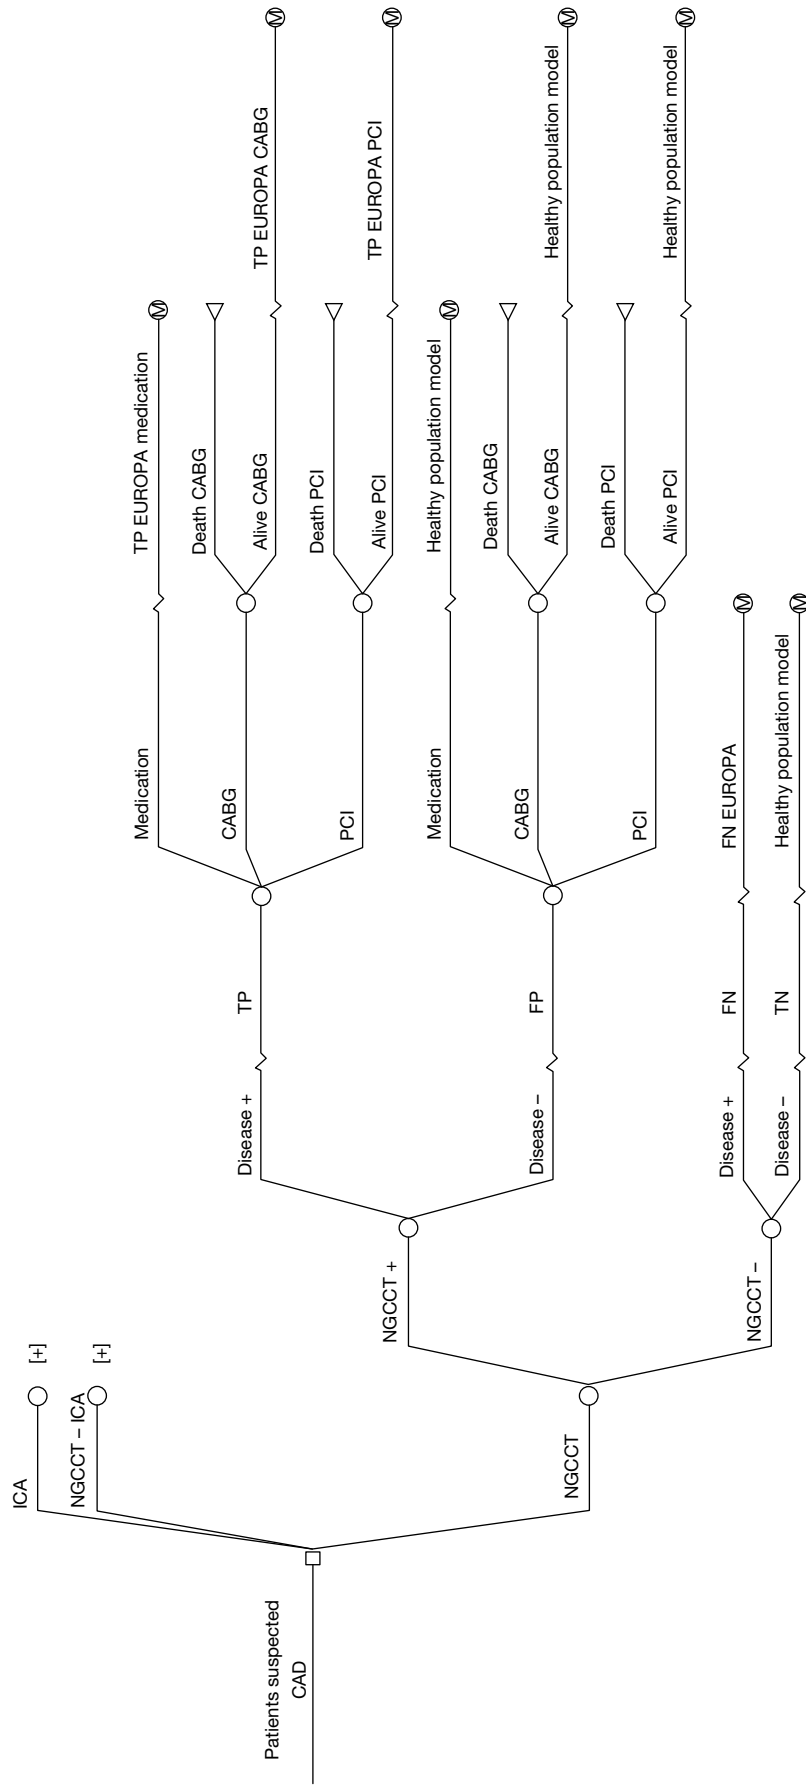 Patients suspected
CAD
ICA
[+]
NGCCT – ICA
[+]
NGCCT
NGCCT +
Disease +
TP
Medication
TP EUROPA medication
M
CABG
Death CABG
Alive CABG
TP EUROPA CABG
M
PCI
Death PCI
Alive PCI
TP EUROPA PCI
M
Disease –
FP
Medication
Healthy population model
M
CABG
Death CABG
Alive CABG
Healthy population model
M
PCI
Death PCI
Alive PCI
Healthy population model
M
NGCCT –
Disease +
FN
FN EUROPA
M
Disease –
TN
Healthy population model
M